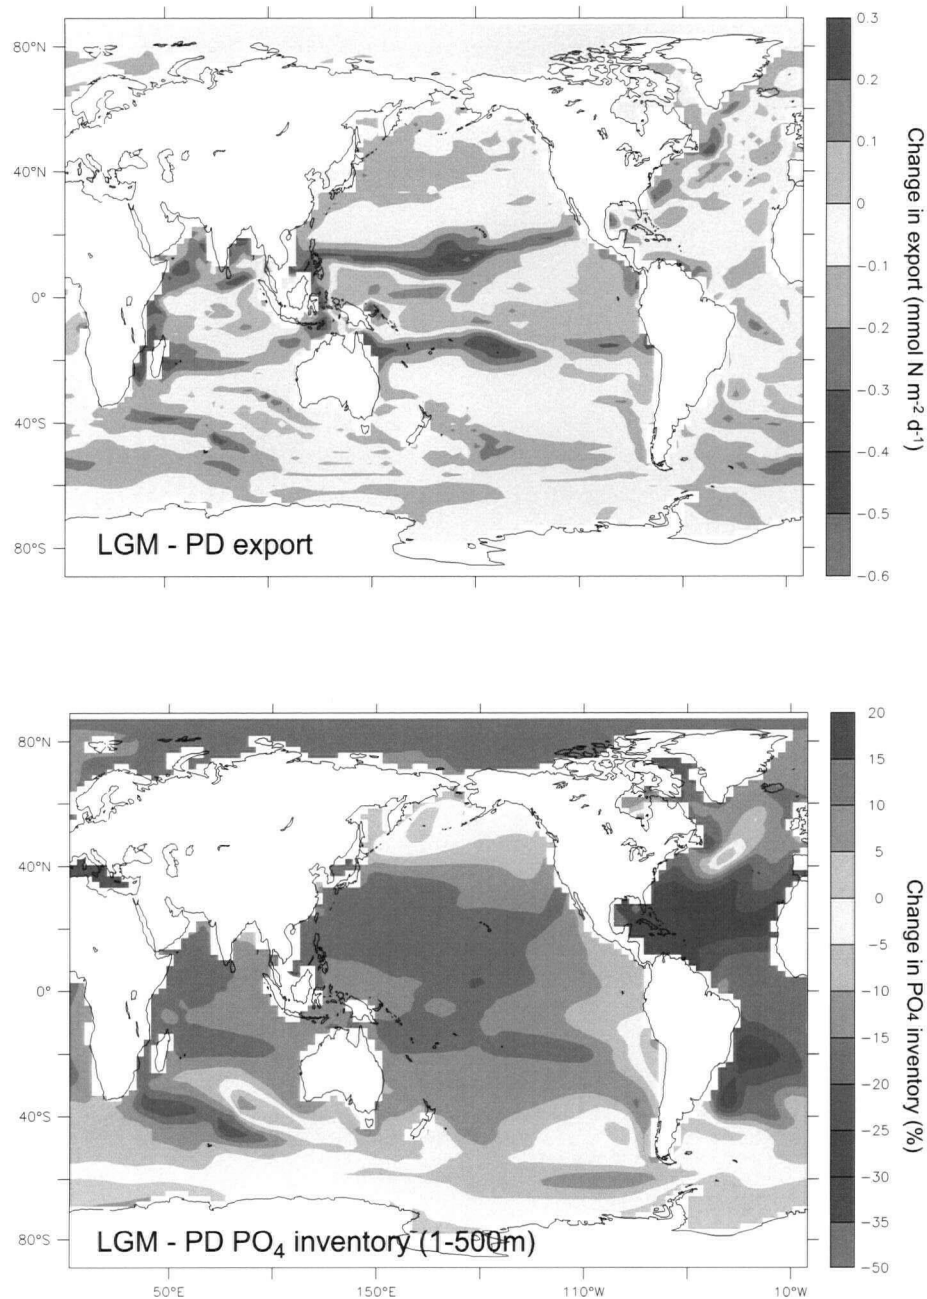 80°N
40°N
0°
40°S
80°S
LGM - PD export
0.3
0.2
0.1
0
-0.1
-0.2
-0.3
-0.4
-0.5
-0.6
Change in export (mmol N m-2 d-1)
80°N
40°N
0°
40°S
80°S
LGM - PD PO4 inventory (1-500m)
50°E
150°E
110°W
10°W
20
15
10
5
0
-5
-10
-15
-20
-25
-30
-35
-50
Change in PO4 inventory (%)